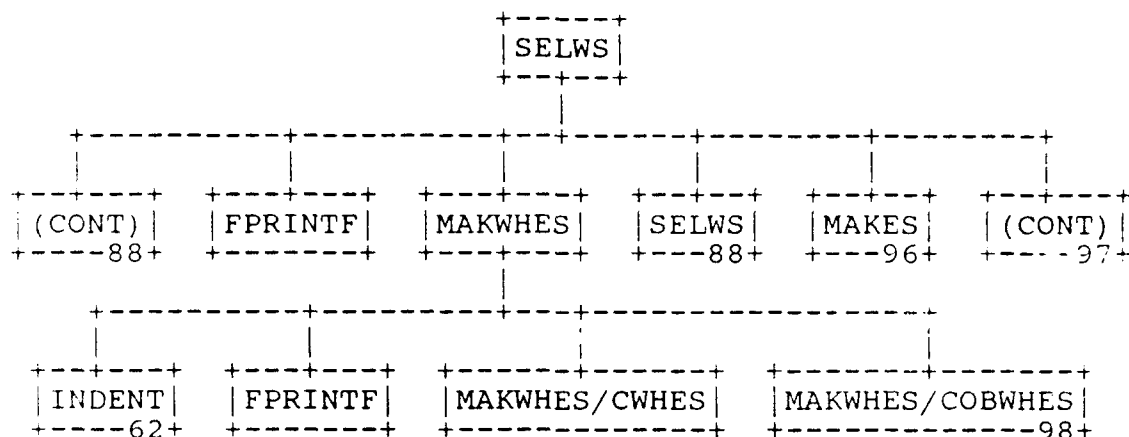 SELWS
(CONT) FPRINTF MAKWHES SELWS MAKES (CONT)
88 88 96 97
INDENT FPRINTF MAKWHES/CWHES MAKWHES/COBWHES
62 98